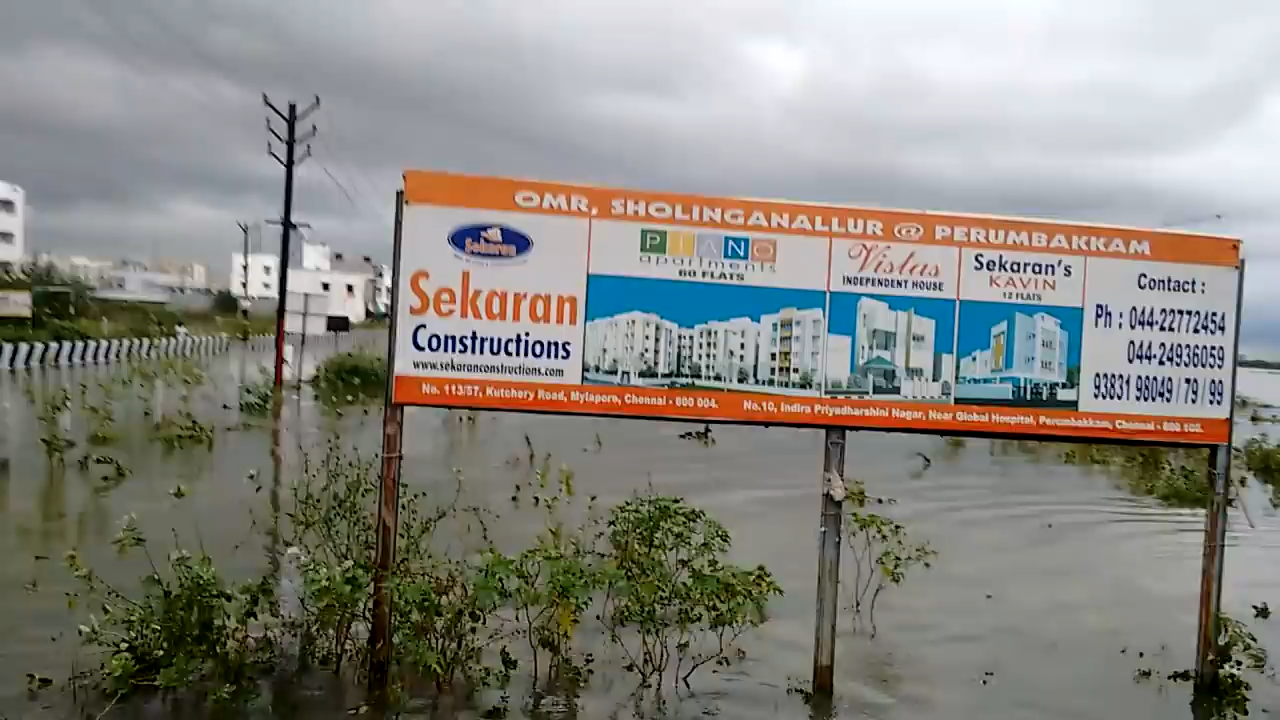 OMR, SHOLINGANALLUR @ PERUMBAKKAM
Sekaran
Sekaran
Constructions
www.sekaranconstructions.com
PIANO
apartments
60 FLATS
Vistas
INDEPENDENT HOUSE
Sekaran's
KAVIN
12 FLATS
Contact :
Ph : 044-22772454
044-24936059
93831 98049 / 79 / 99
No. 113/57, Kutchery Road, Mylapore, Chennai - 600 004.
No.10, Indira Priyadharshini Nagar, Near Global Hospital, Perumbakkam, Chennai - 600 100.